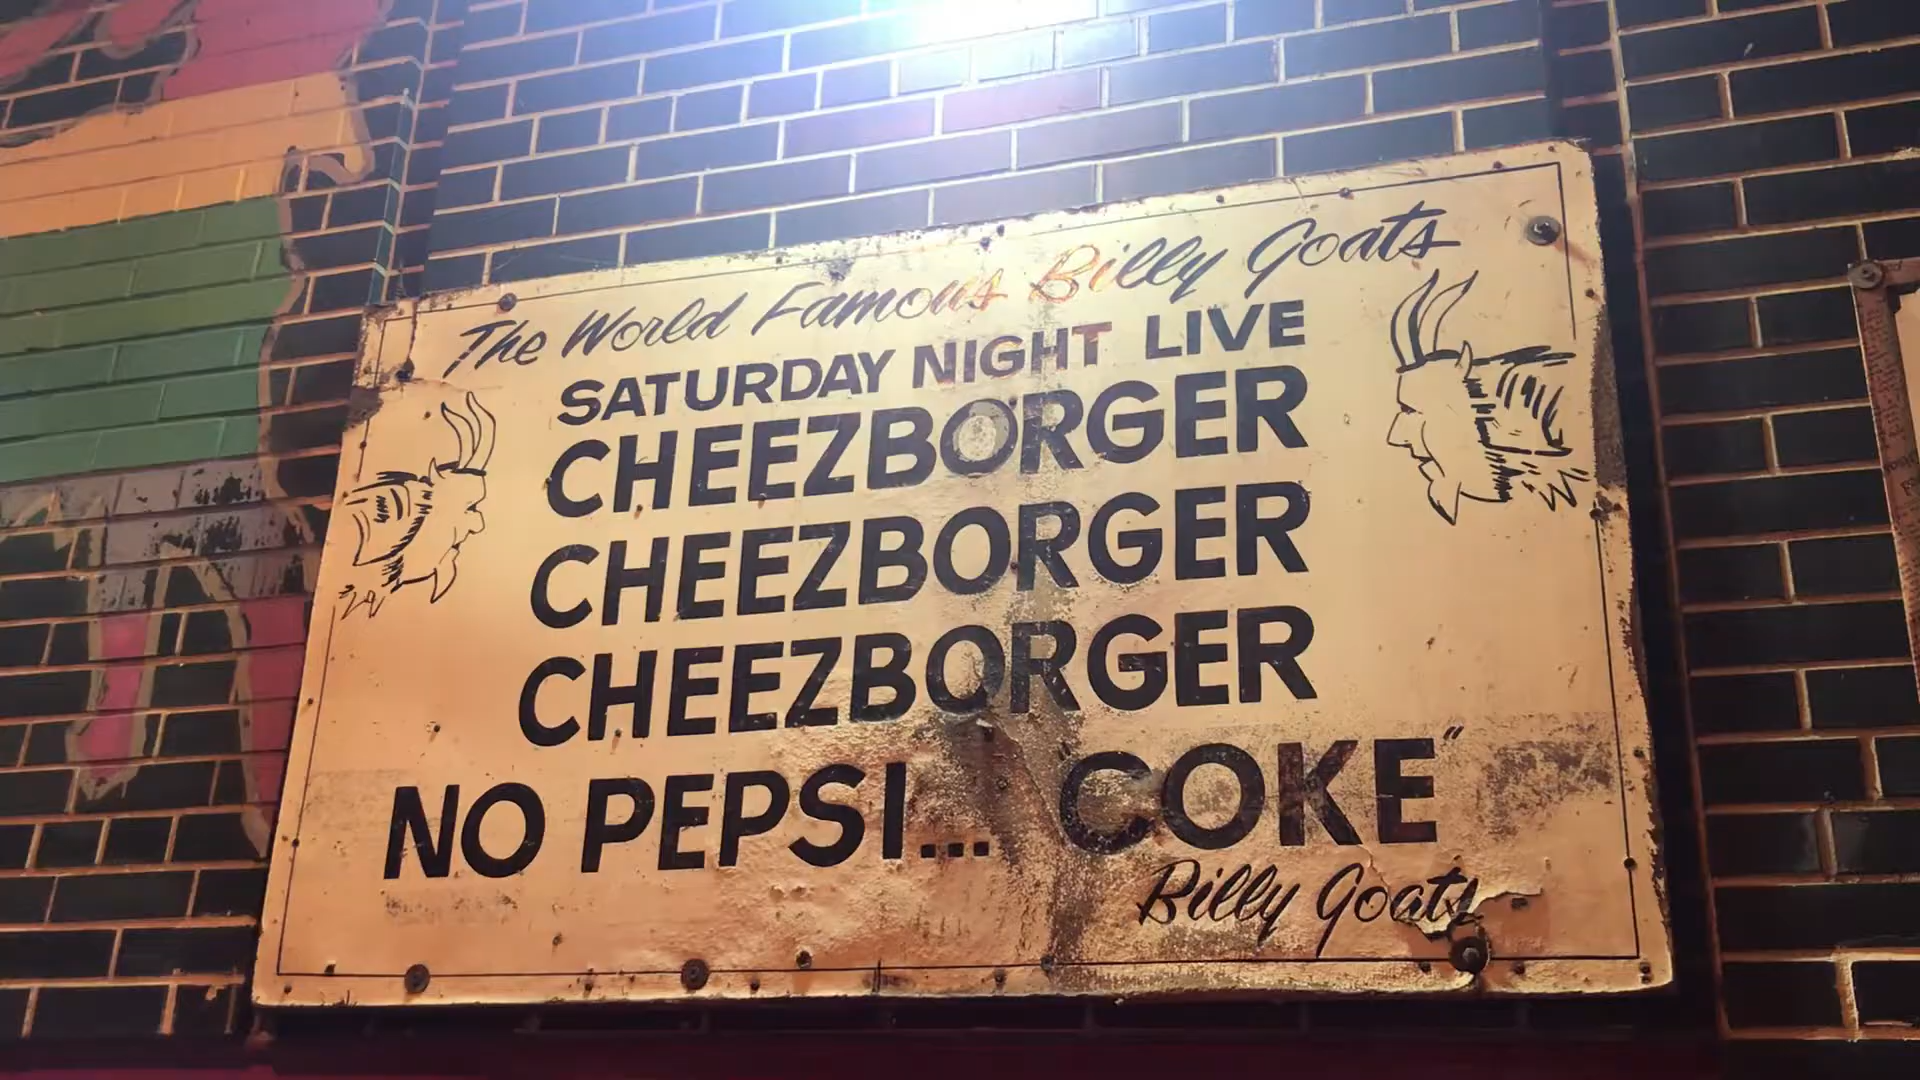 The World Famous Billy Goats
SATURDAY NIGHT LIVE
CHEEZBORGER
CHEEZBORGER
CHEEZBORGER
NO PEPSI... "COKE"
Billy Goats